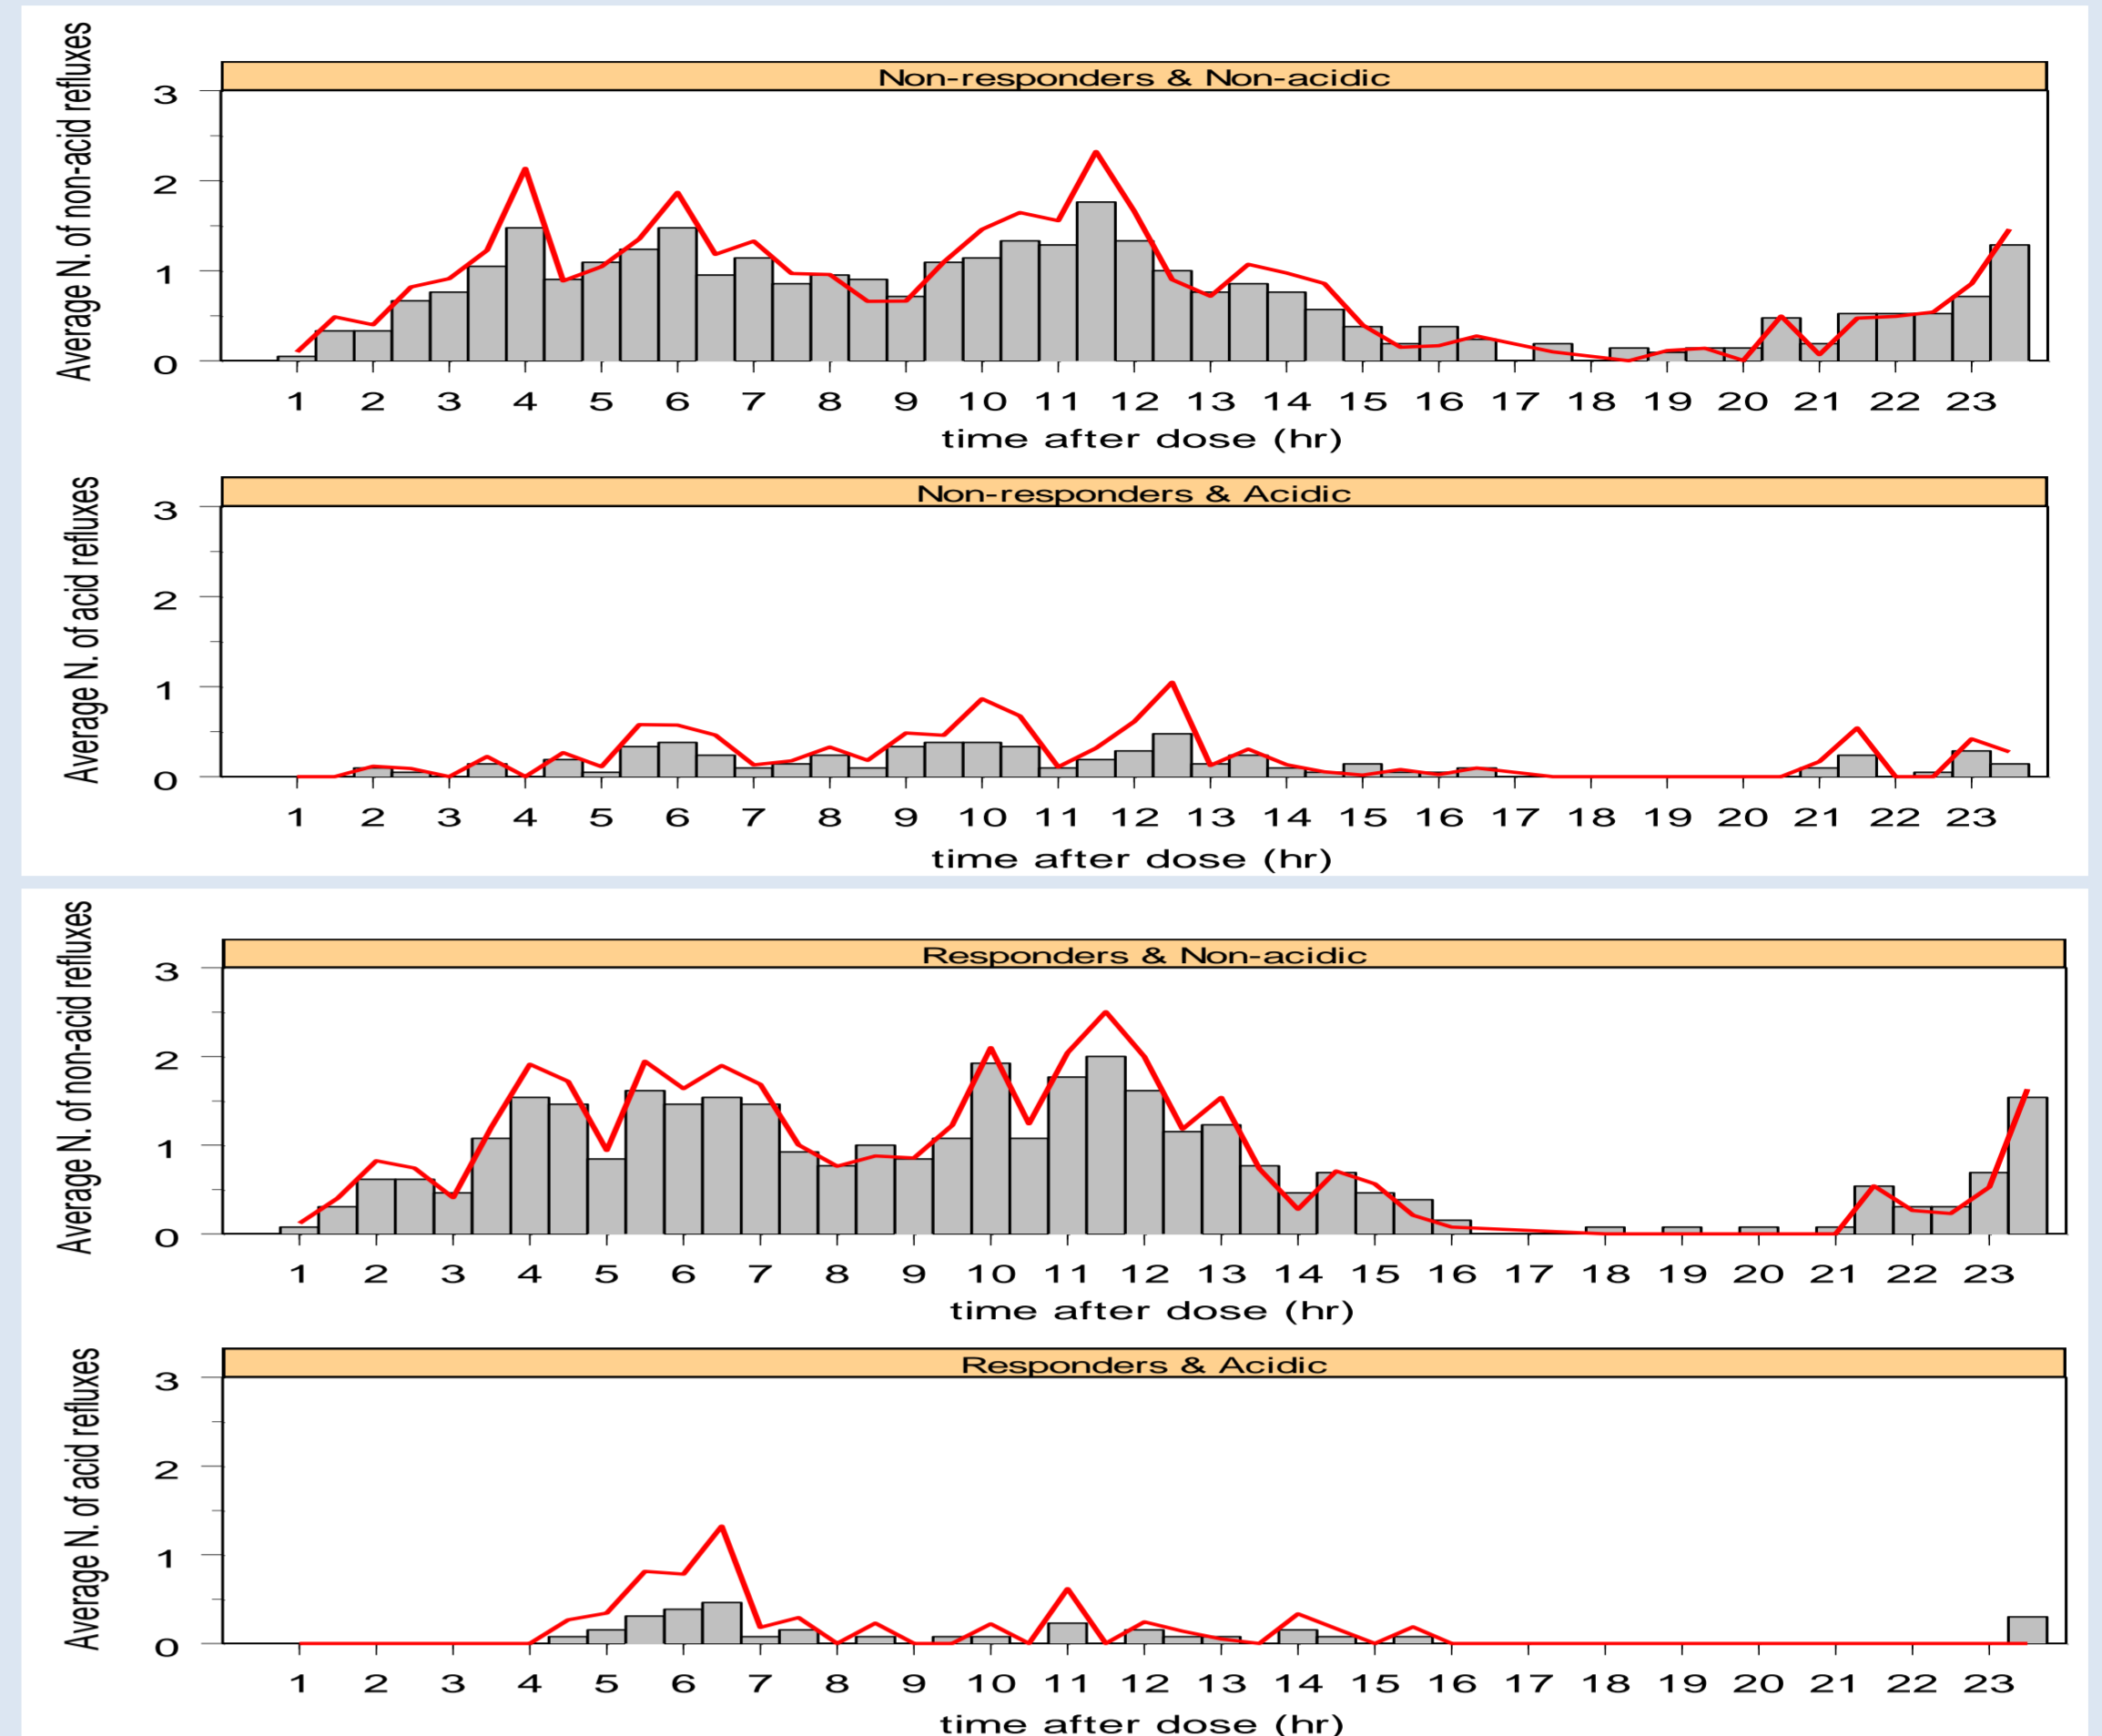 Average N. of non-acid refluxes
Non-responders & Non-acidic
3
2
1
0
1 2 3 4 5 6 7 8 9 10 11 12 13 14 15 16 17 18 19 20 21 22 23
time after dose (hr)
Average N. of acid refluxes
Non-responders & Acidic
3
2
1
0
1 2 3 4 5 6 7 8 9 10 11 12 13 14 15 16 17 18 19 20 21 22 23
time after dose (hr)
Average N. of non-acid refluxes
Responders & Non-acidic
3
2
1
0
1 2 3 4 5 6 7 8 9 10 11 12 13 14 15 16 17 18 19 20 21 22 23
time after dose (hr)
Average N. of acid refluxes
Responders & Acidic
3
2
1
0
1 2 3 4 5 6 7 8 9 10 11 12 13 14 15 16 17 18 19 20 21 22 23
time after dose (hr)